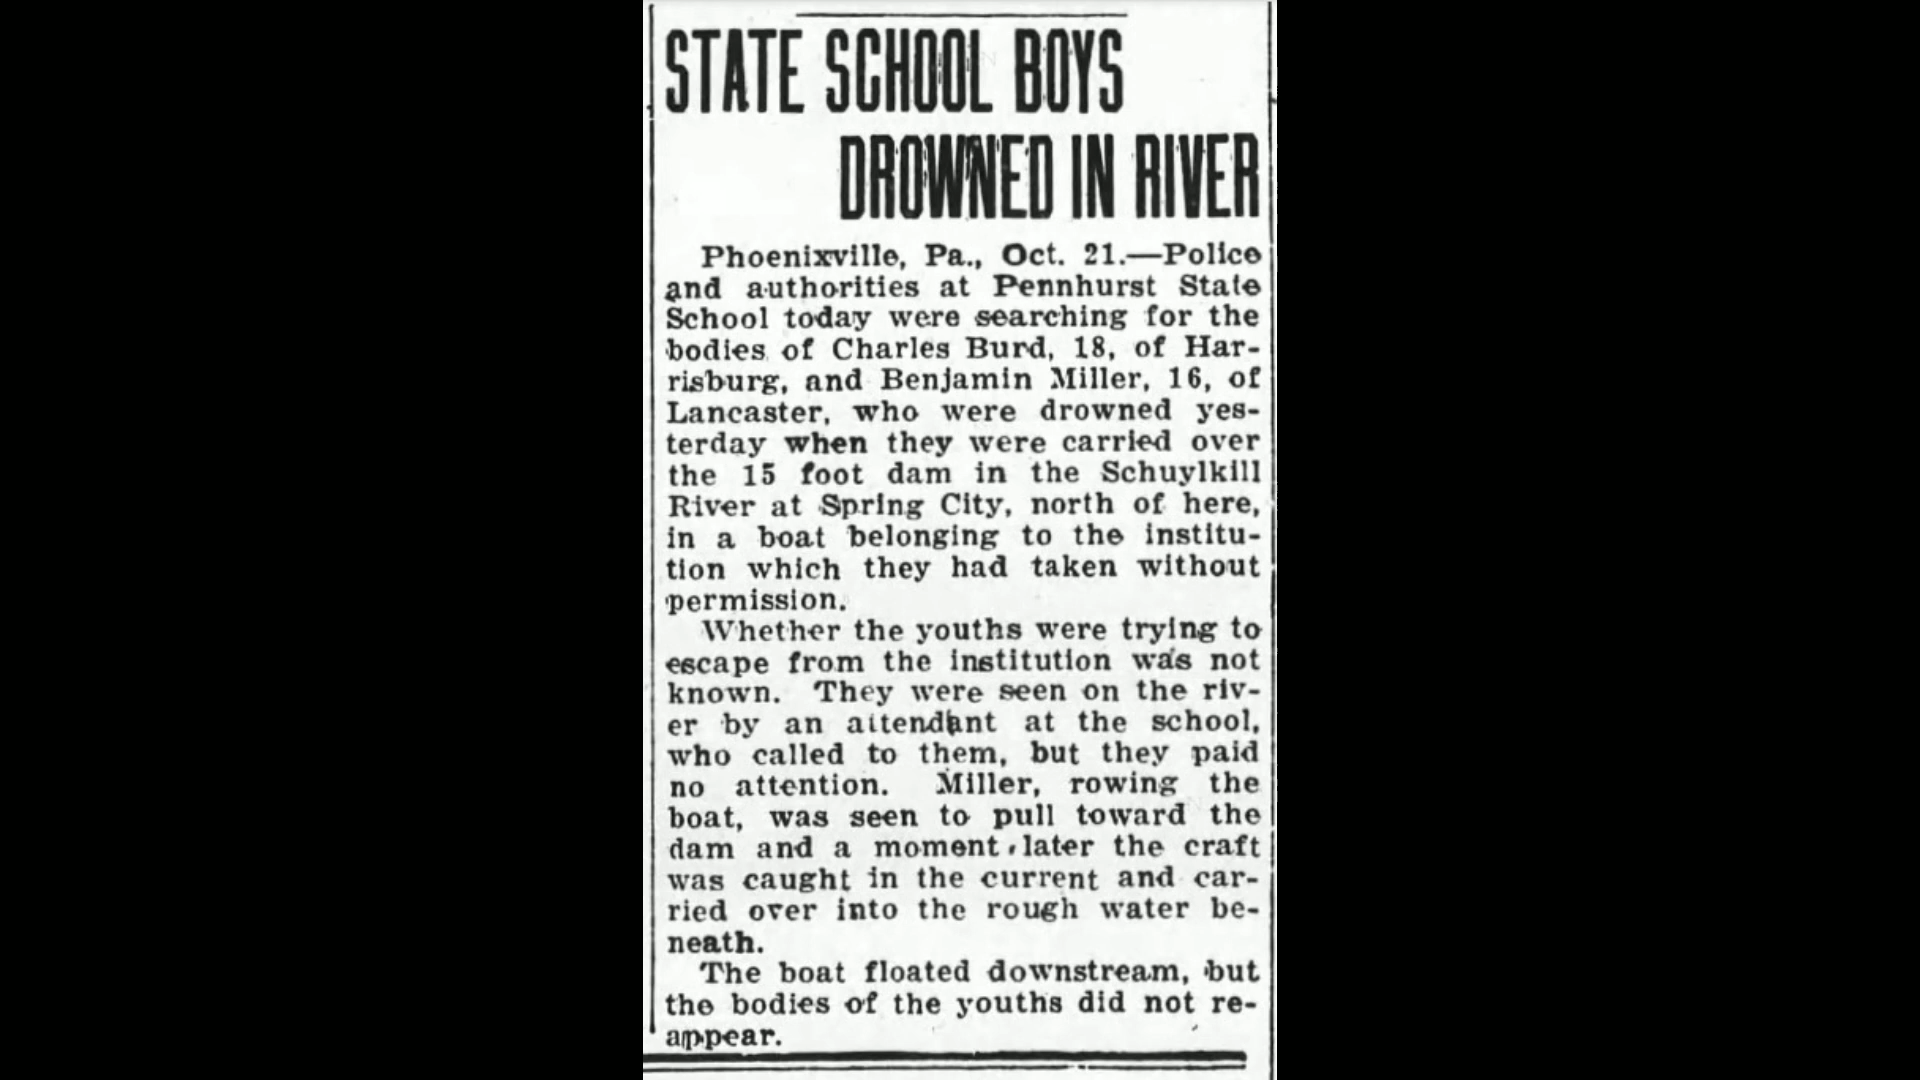 STATE SCHOOL BOYS
DROWNED IN RIVER
Phoenixville, Pa., Oct. 21.—Police
and authorities at Pennhurst State
School today were searching for the
bodies of Charles Burd, 18, of Har-
risburg, and Benjamin Miller, 16, of
Lancaster, who were drowned yes-
terday when they were carried over
the 15 foot dam in the Schuylkill
River at Spring City, north of here,
in a boat belonging to the institu-
tion which they had taken without
permission.
Whether the youths were trying to
escape from the institution was not
known. They were seen on the riv-
er by an attendant at the school,
who called to them, but they paid
no attention. Miller, rowing the
boat, was seen to pull toward the
dam and a moment later the craft
was caught in the current and car-
ried over into the rough water be-
neath.
The boat floated downstream, but
the bodies of the youths did not re-
appear.